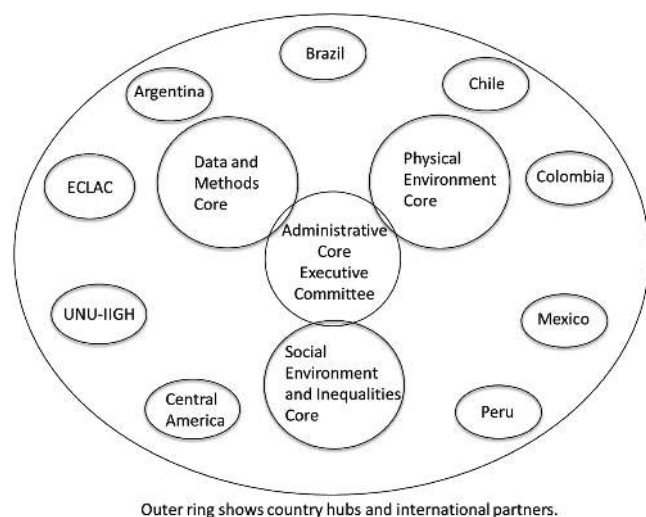 Brazil
Argentina
Chile
Data and
Methods
Core
Physical
Environment
Core
ECLAC
Colombia
Administrative
Core
Executive
Committee
UNU-IIGH
Mexico
Social
Environment
and Inequalities
Core
Central
America
Peru
Outer ring shows country hubs and international partners.